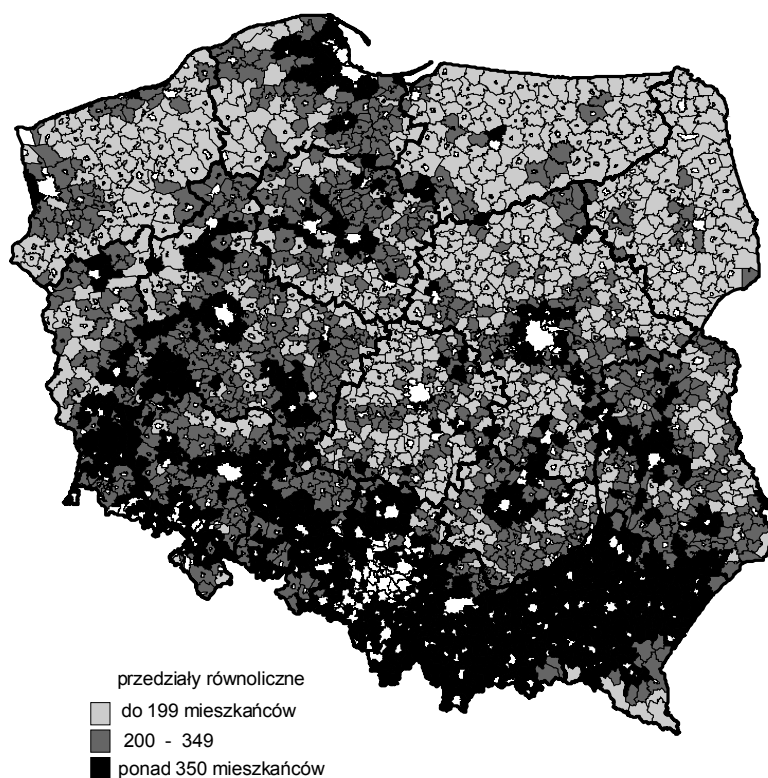 przedziały równoliczne
do 199 mieszkańców
200 - 349
ponad 350 mieszkańców